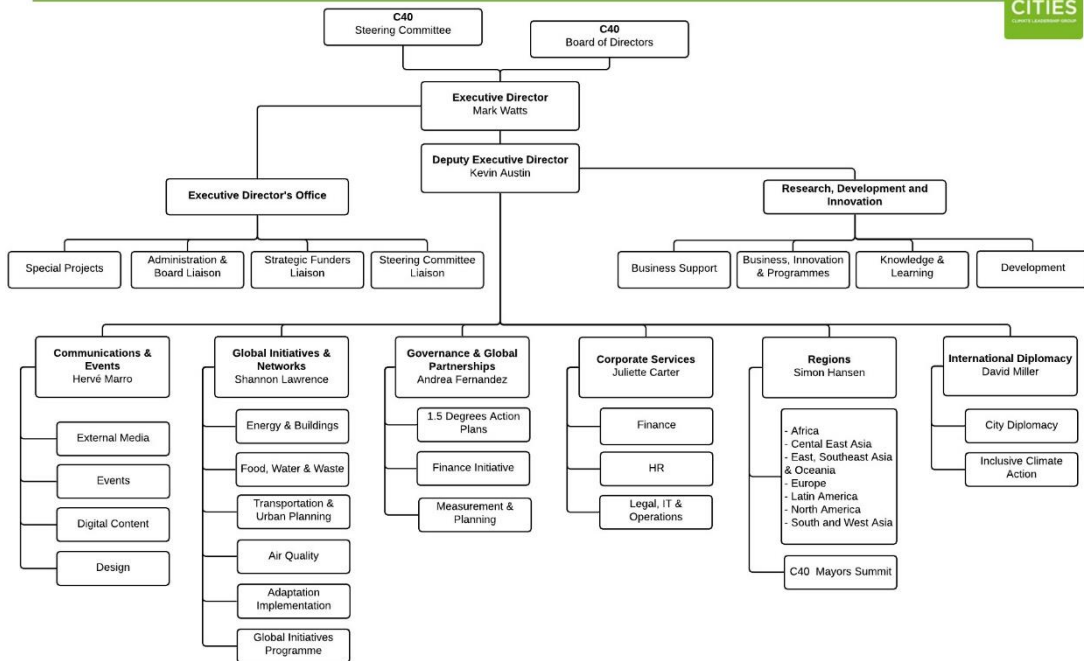 CITIES
CLIMATE LEADERSHIP GROUP
C40
Steering Committee
C40
Board of Directors
Executive Director
Mark Watts
Deputy Executive Director
Kevin Austin
Executive Director's Office
Research, Development and
Innovation
Special Projects
Administration &
Board Liaison
Strategic Funders
Liaison
Steering Committee
Liaison
Business Support
Business, Innovation
& Programmes
Knowledge &
Learning
Development
Communications &
Events
Hervé Marro
External Media
Events
Digital Content
Design
Global Initiatives &
Networks
Shannon Lawrence
Energy & Buildings
Food, Water & Waste
Transportation &
Urban Planning
Air Quality
Adaptation
Implementation
Global Initiatives
Programme
Governance & Global
Partnerships
Andrea Fernandez
1.5 Degrees Action
Plans
Finance Initiative
Measurement &
Planning
Corporate Services
Juliette Carter
Finance
HR
Legal, IT &
Operations
Regions
Simon Hansen
- Africa
- Cental East Asia
- East, Southeast Asia
& Oceania
- Europe
- Latin America
- North America
- South and West Asia
C40 Mayors Summit
International Diplomacy
David Miller
City Diplomacy
Inclusive Climate
Action